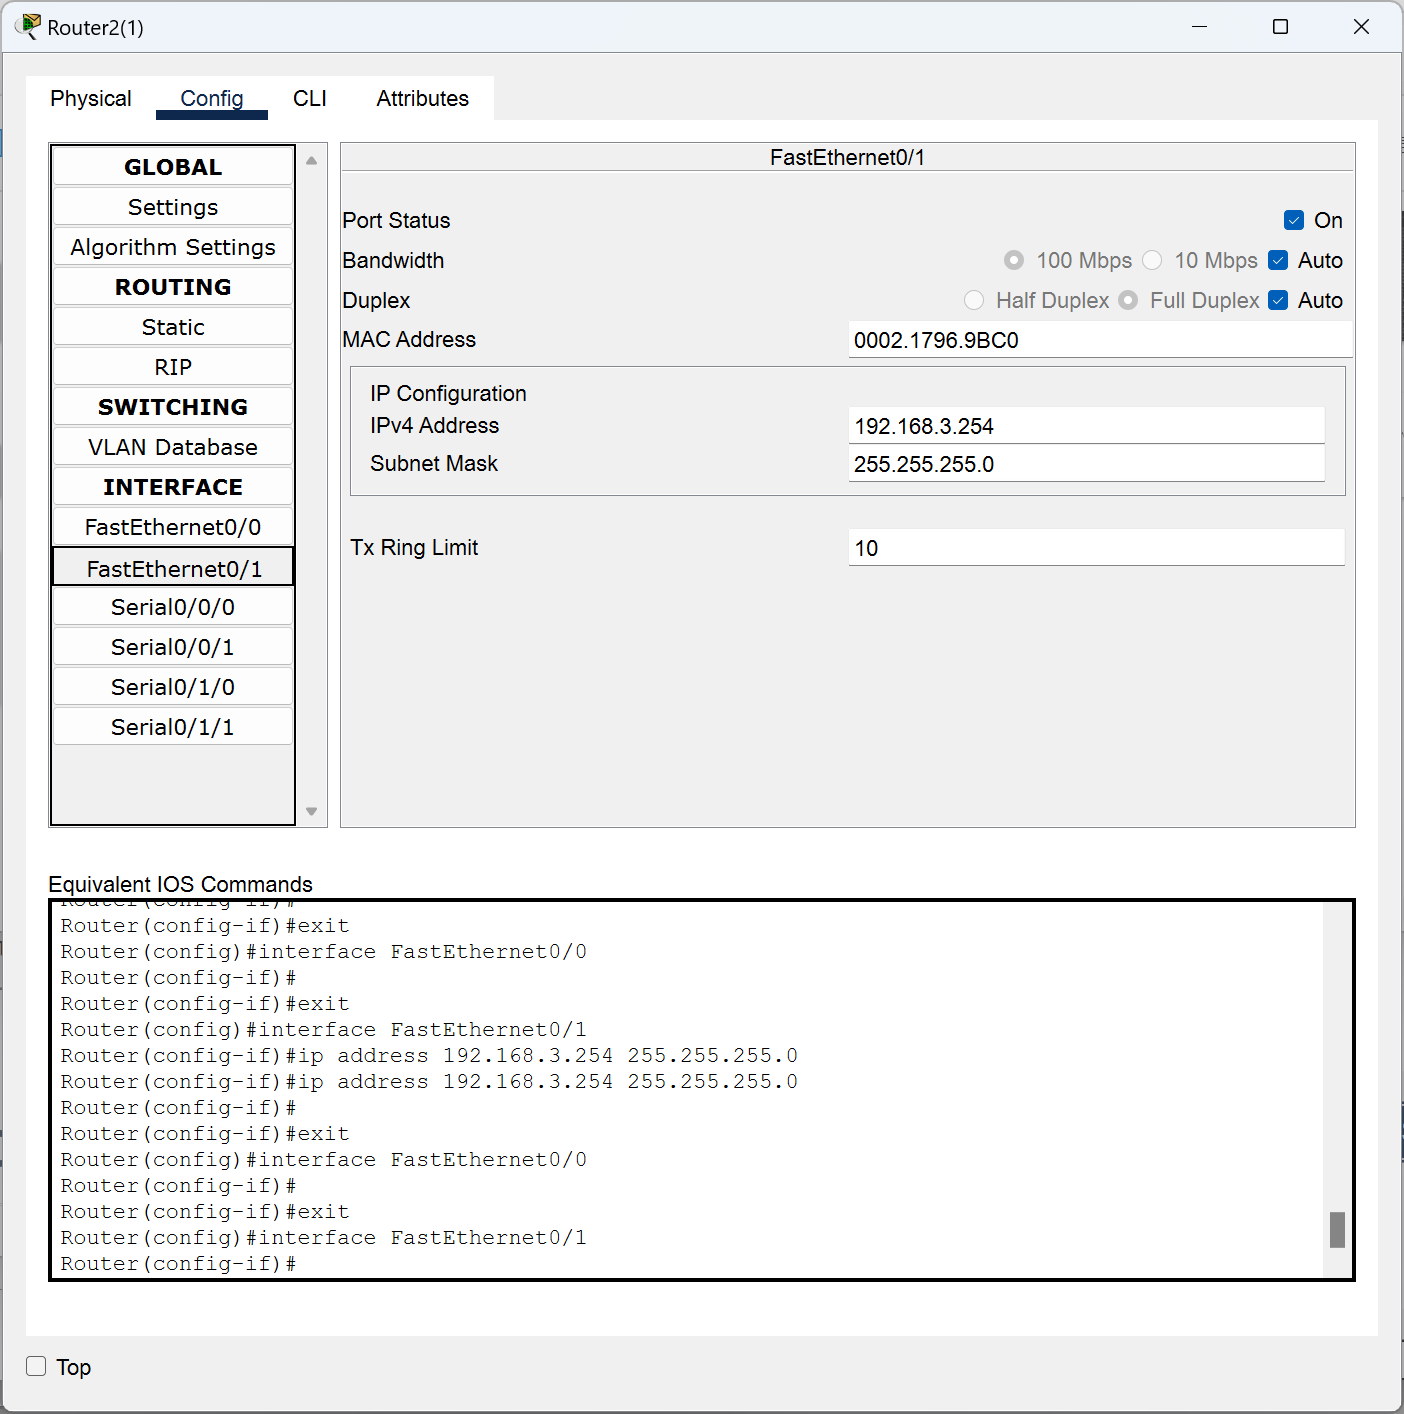 Router2(1)
Physical Config CLI Attributes
GLOBAL
Settings
Algorithm Settings
ROUTING
Static
RIP
SWITCHING
VLAN Database
INTERFACE
FastEthernet0/0
FastEthernet0/1
Serial0/0/0
Serial0/0/1
Serial0/1/0
Serial0/1/1
FastEthernet0/1
Port Status On
Bandwidth 100 Mbps 10 Mbps Auto
Duplex Half Duplex Full Duplex Auto
MAC Address 0002.1796.9BC0
IP Configuration
IPv4 Address 192.168.3.254
Subnet Mask 255.255.255.0
Tx Ring Limit 10
Equivalent IOS Commands
Router(config-if)#
Router(config-if)#exit
Router(config)#interface FastEthernet0/0
Router(config-if)#
Router(config-if)#exit
Router(config)#interface FastEthernet0/1
Router(config-if)#ip address 192.168.3.254 255.255.255.0
Router(config-if)#ip address 192.168.3.254 255.255.255.0
Router(config-if)#
Router(config-if)#exit
Router(config)#interface FastEthernet0/0
Router(config-if)#
Router(config-if)#exit
Router(config)#interface FastEthernet0/1
Router(config-if)#
Top